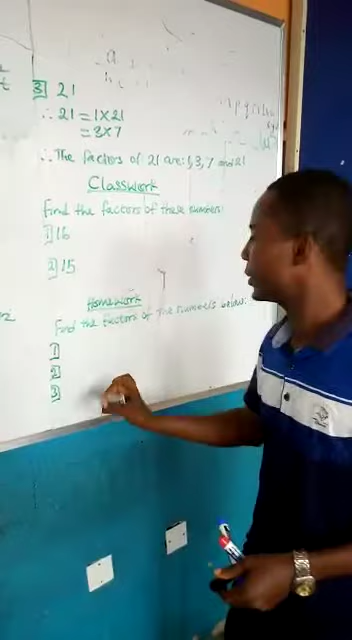 3 21
∴ 21 = 1 x 21
= 3 x 7
∴ The factors of 21 are: 1, 3, 7 and 21
Classwork
Find the factors of these numbers:
1 16
2 15
Homework
Find the factors of the numbers below:
1
2
3